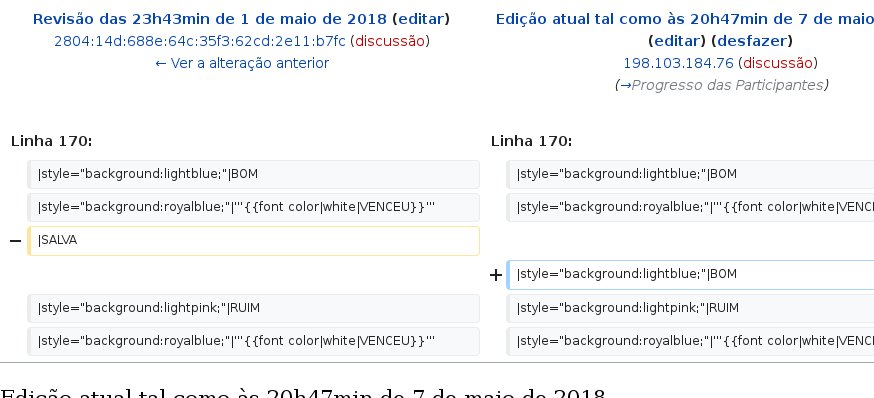 Revisão das 23h43min de 1 de maio de 2018 (editar)
2804:14d:688e:64c:35f3:62cd:2e11:b7fc (discussão)
← Ver a alteração anterior
Edição atual tal como às 20h47min de 7 de maio
(editar) (desfazer)
198.103.184.76 (discussão)
(→Progresso das Participantes)
Linha 170:
Linha 170:
|style="background:lightblue;"|BOM
|style="background:lightblue;"|BOM
|style="background:royalblue;"|'''{{font color|white|VENCEU}}'''
|style="background:royalblue;"|'''{{font color|white|VENC
− |SALVA
+ |style="background:lightblue;"|BOM
|style="background:lightpink;"|RUIM
|style="background:lightpink;"|RUIM
|style="background:royalblue;"|'''{{font color|white|VENCEU}}'''
|style="background:royalblue;"|'''{{font color|white|VENC
Edição atual tal como às 20h47min de 7 de maio de 2018